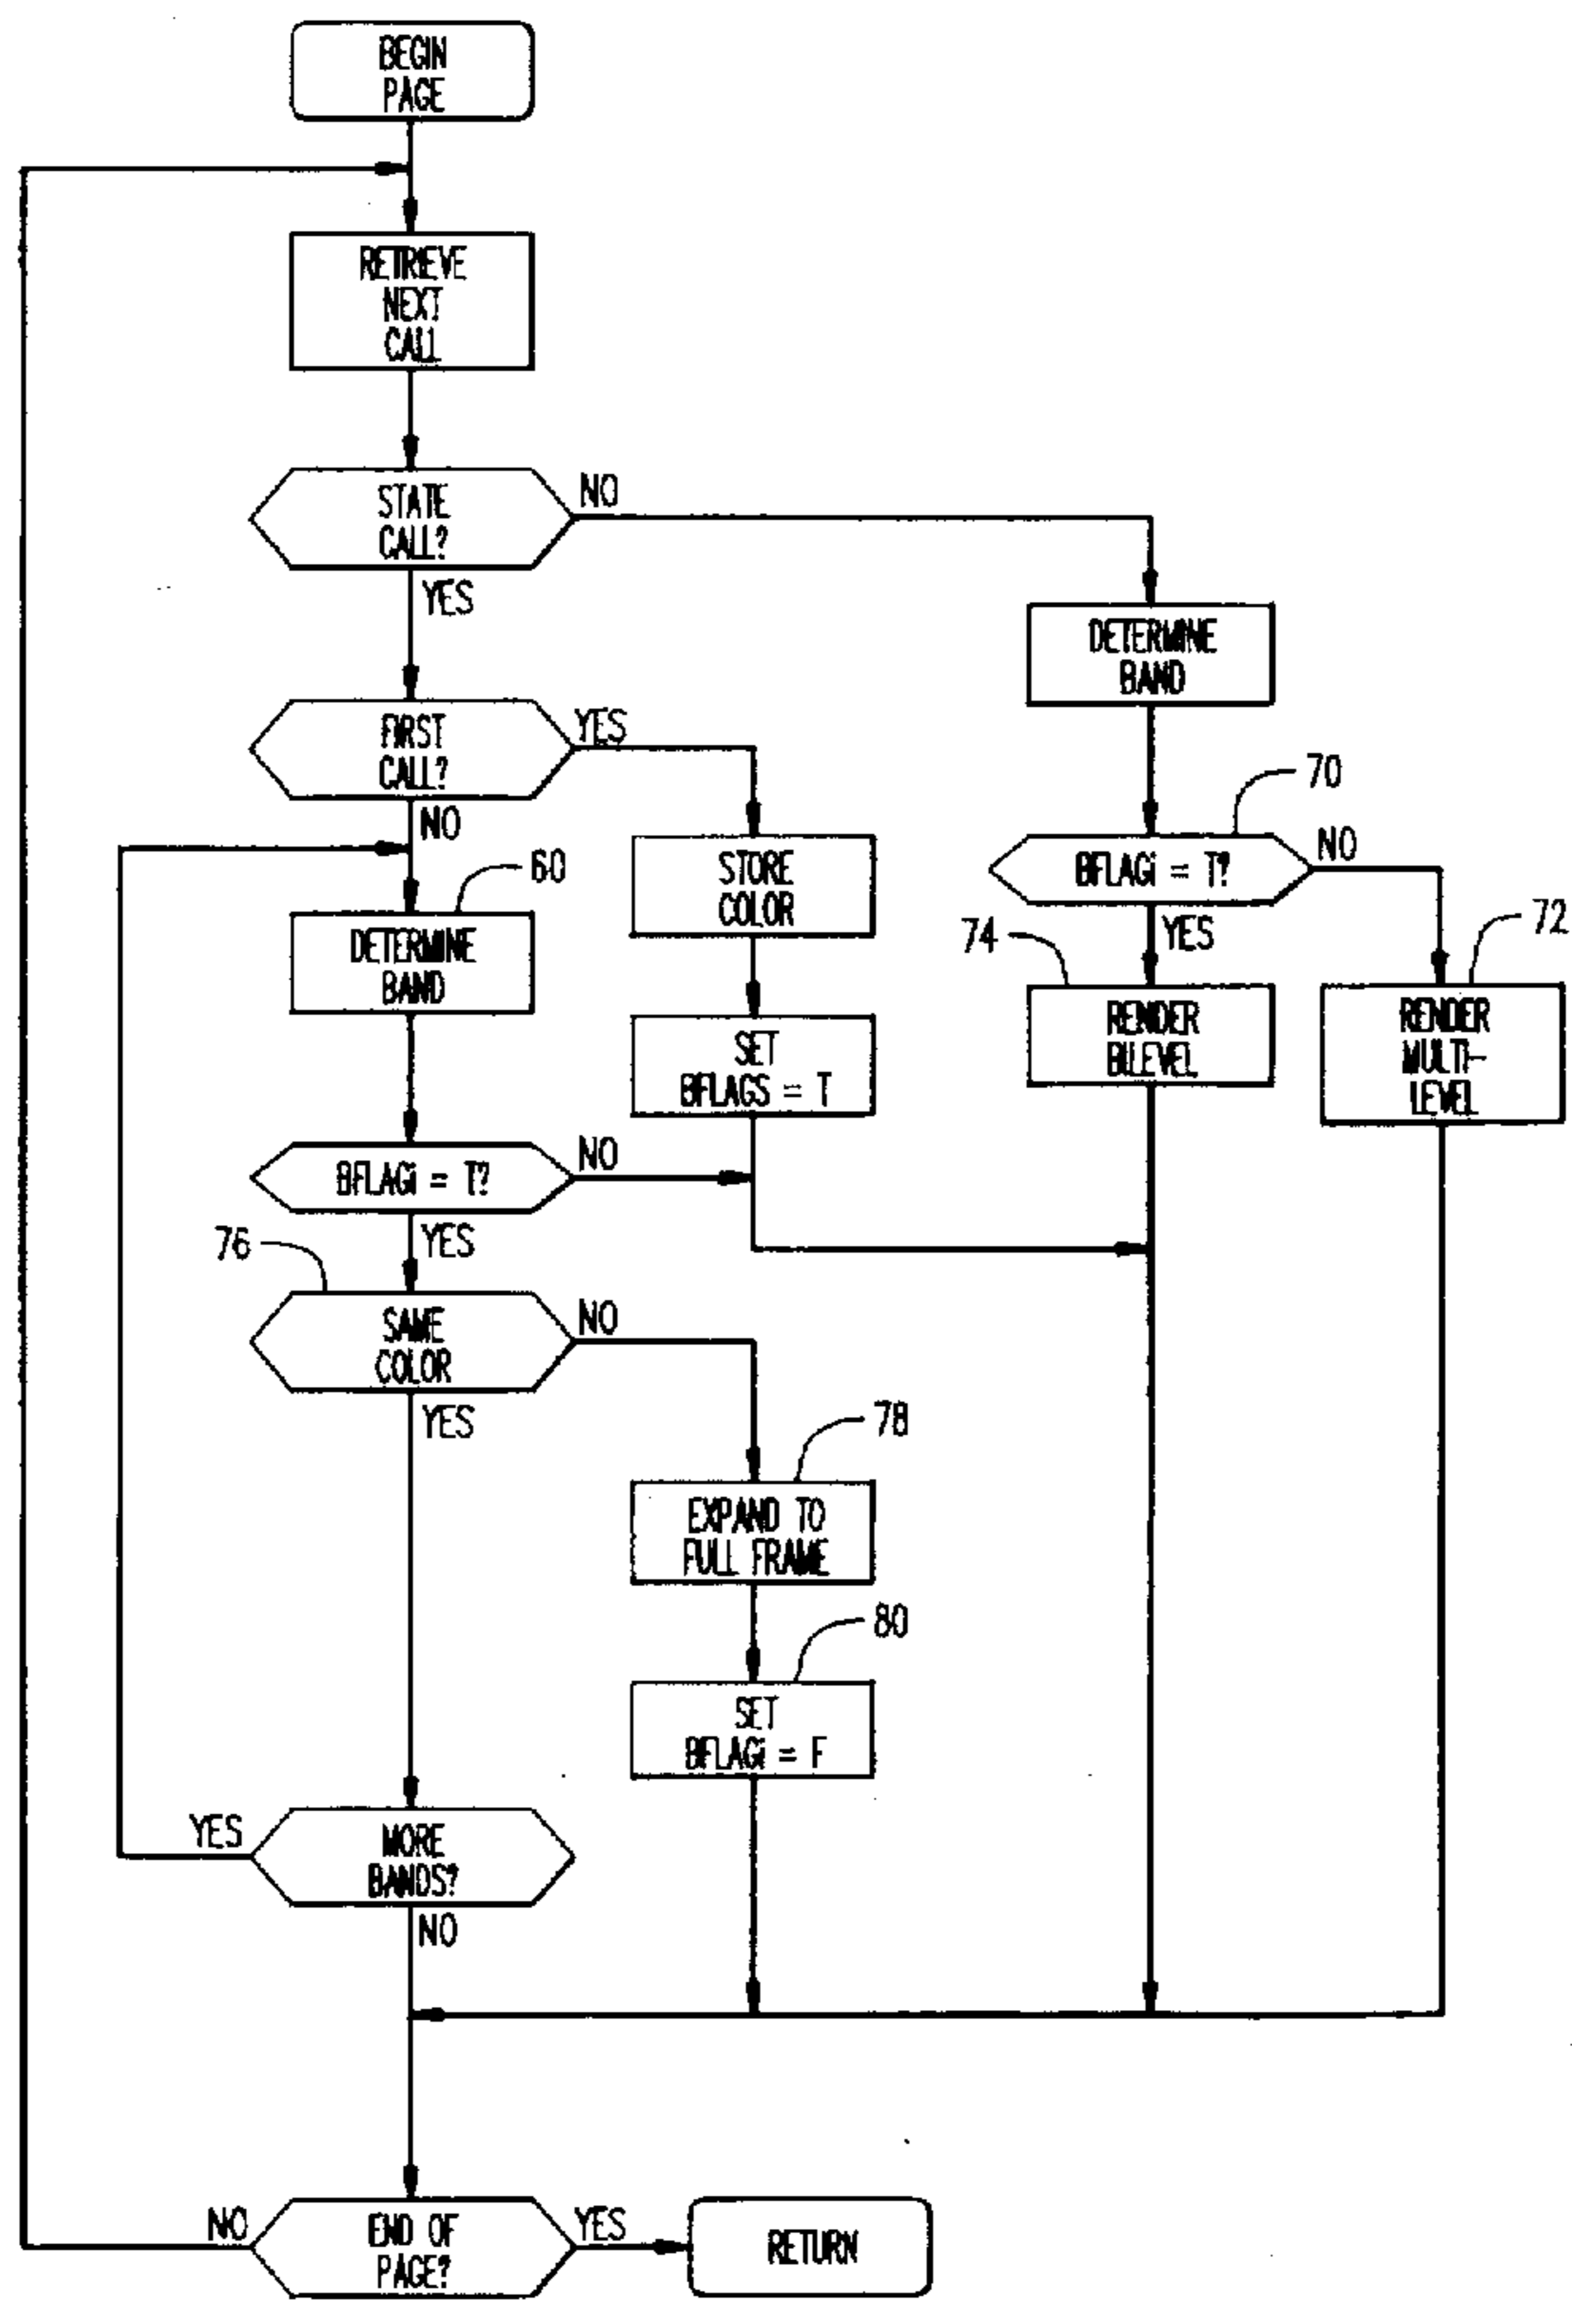 BEGIN
PAGE
RETRIEVE
NEXT
CALL
STATE
CALL?
NO
YES
DETERMINE
BAND
FIRST
CALL?
YES
NO
70
BFLAGi = T?
NO
YES
STORE
COLOR
60
DETERMINE
BAND
74
RENDER
BILEVEL
72
RENDER
MULTI-
LEVEL
SET
BFLAGS = T
BFLAGi = T?
NO
YES
76
SAME
COLOR
NO
YES
78
EXPAND TO
FULL FRAME
80
SET
BFLAGi = F
MORE
BANDS?
YES
NO
END OF
PAGE?
NO
YES
RETURN